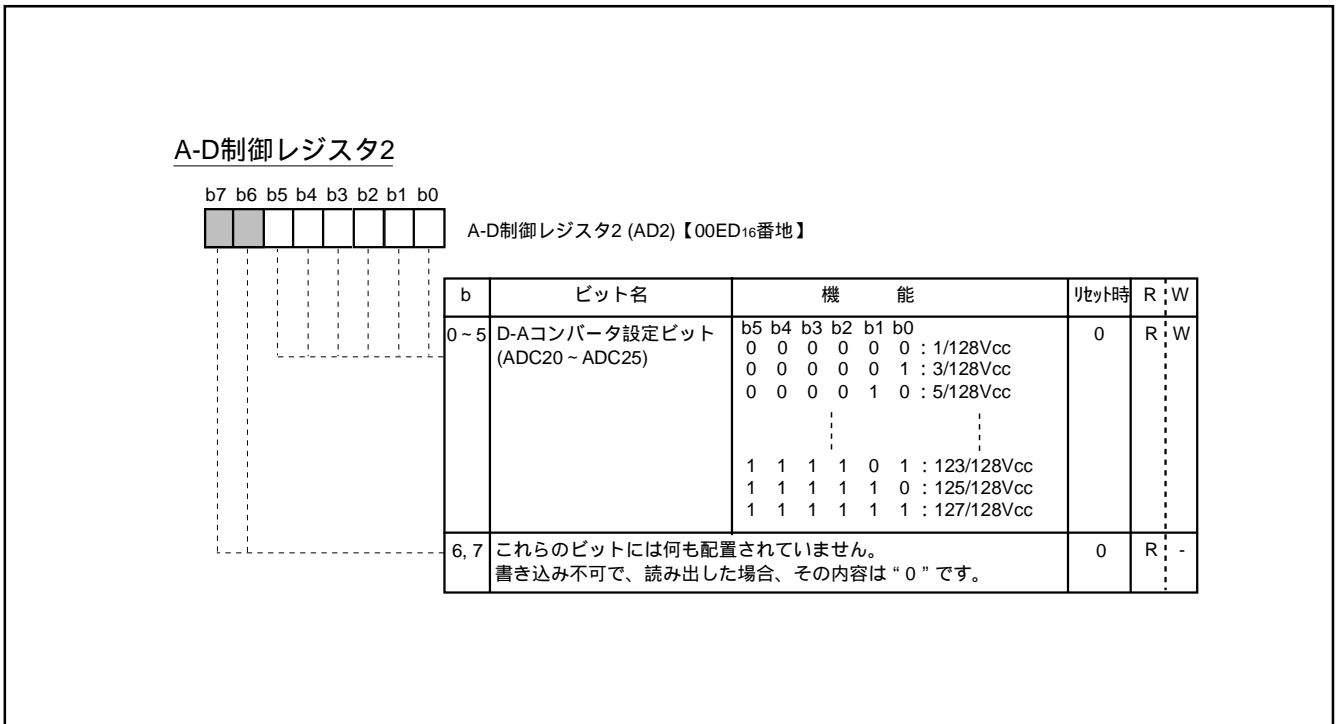 A-D制御レジスタ2
b7 b6 b5 b4 b3 b2 b1 b0
A-D制御レジスタ2 (AD2)【00ED16番地】
b ビット名 機 能 リセット時 R W
0 ~ 5 D-Aコンバータ設定ビット b5 b4 b3 b2 b1 b0 0 R W
(ADC20 ~ ADC25) 0 0 0 0 0 0 : 1/128Vcc
0 0 0 0 0 1 : 3/128Vcc
0 0 0 0 1 0 : 5/128Vcc
1 1 1 1 0 1 : 123/128Vcc
1 1 1 1 1 0 : 125/128Vcc
1 1 1 1 1 1 : 127/128Vcc
6, 7 これらのビットには何も配置されていません。 0 R -
書き込み不可で、読み出した場合、その内容は “ 0 ” です。